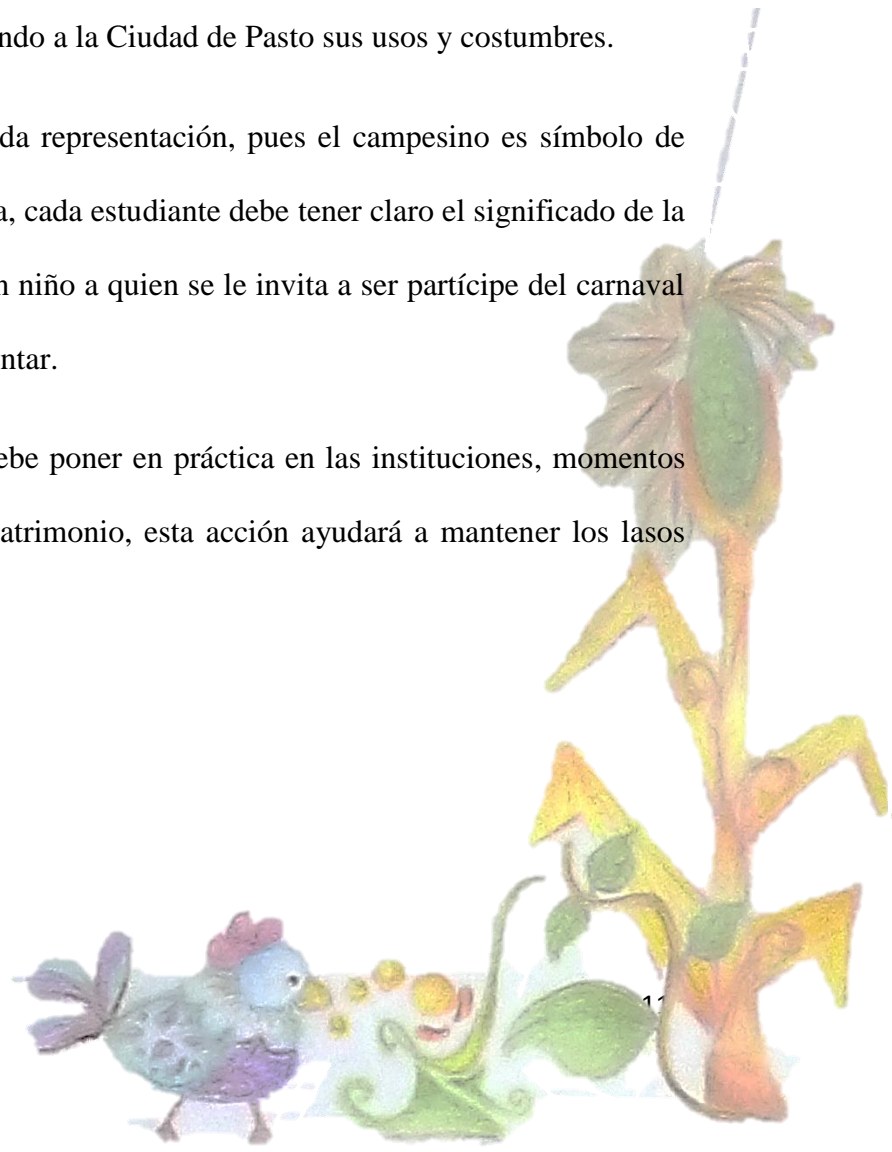 ndo a la Ciudad de Pasto sus usos y costumbres.
da representación, pues el campesino es símbolo de
a, cada estudiante debe tener claro el significado de la
n niño a quien se le invita a ser partícipe del carnaval
ntar.
ebe poner en práctica en las instituciones, momentos
atrimonio, esta acción ayudará a mantener los lasos